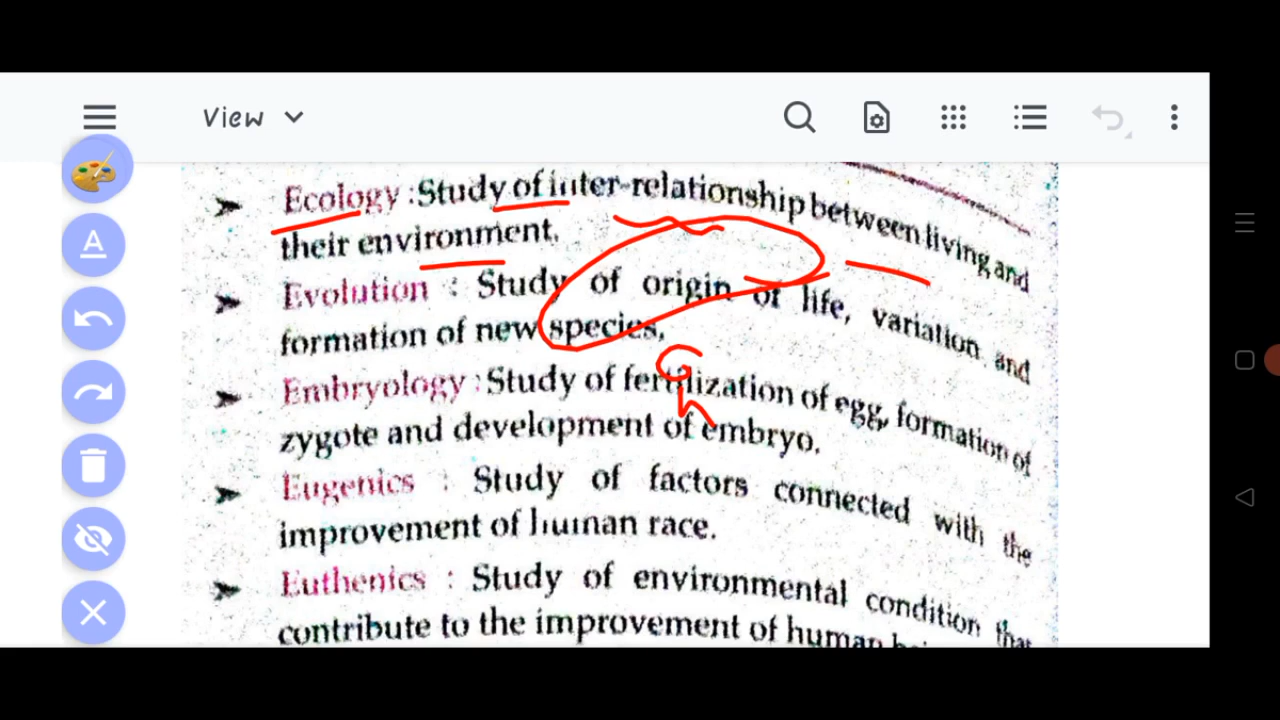 View
Ecology : Study of inter-relationship between living and
their environment.
Evolution : Study of origin of life, variation and
formation of new species.
Embryology : Study of fertilization of egg, formation of
zygote and development of embryo.
Eugenics : Study of factors connected with the
improvement of human race.
Euthenics : Study of environmental condition that
contribute to the improvement of human